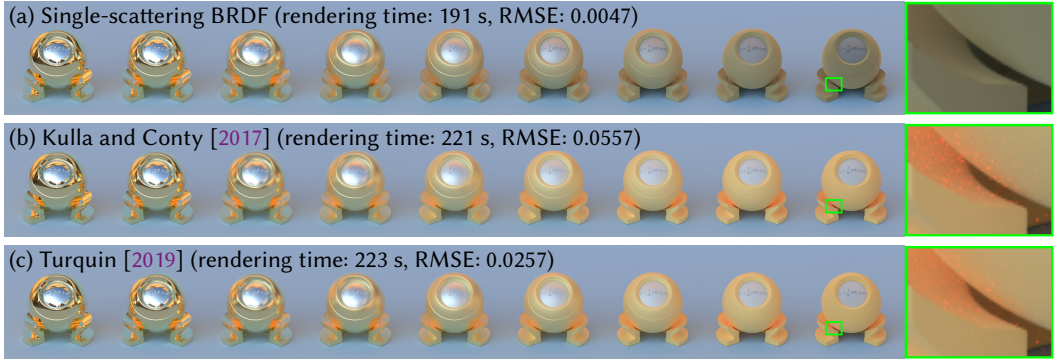 (a) Single-scattering BRDF (rendering time: 191 s, RMSE: 0.0047)
(b) Kulla and Conty [2017] (rendering time: 221 s, RMSE: 0.0557)
(c) Turquin [2019] (rendering time: 223 s, RMSE: 0.0257)